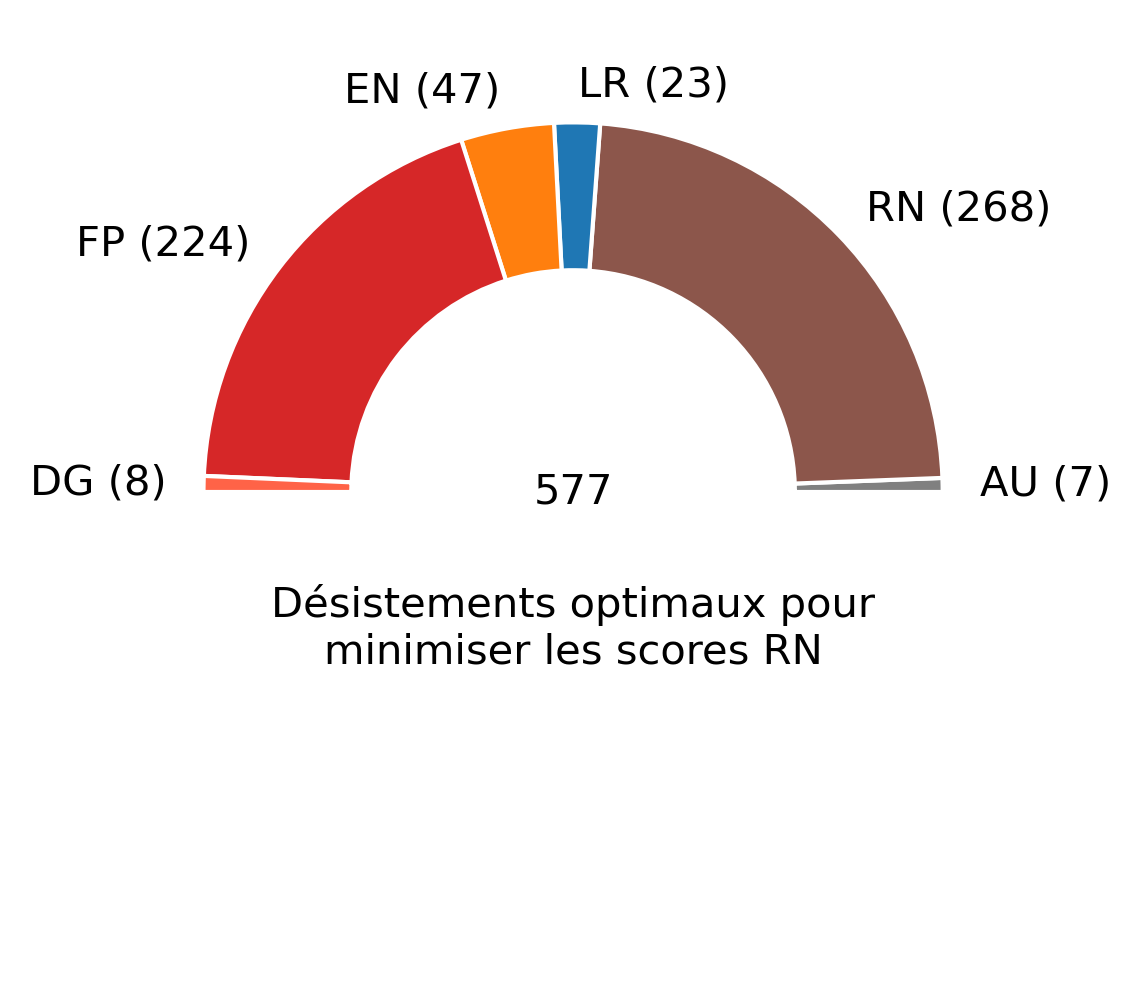 EN (47)
LR (23)
RN (268)
FP (224)
DG (8)
577
AU (7)
Désistements optimaux pour
minimiser les scores RN